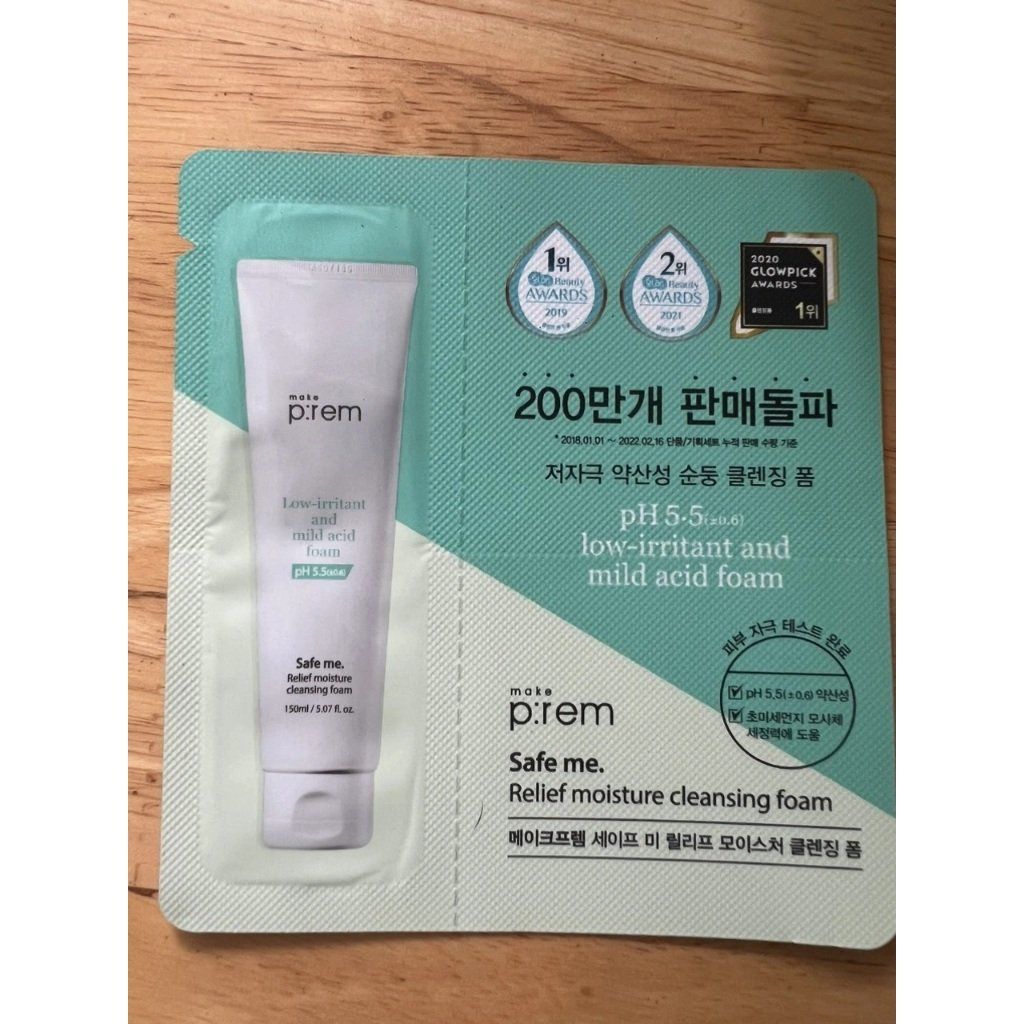 make
p:rem
Low-irritant
and
mild acid
foam
pH 5.5(±0.6)
Safe me.
Relief moisture
cleansing foam
150ml / 5.07 fl. oz.
1위
Beauty
AWARDS
2019
2위
Beauty
AWARDS
2021
2020
GLOWPICK
AWARDS
클렌징폼
1위
200만개 판매돌파
* 2018.01.01 ~ 2022.02.16 단품/기획세트 누적 판매 수량 기준
저자극 약산성 순둥 클렌징 폼
pH 5.5(±0.6)
low-irritant and
mild acid foam
피부 자극 테스트 완료
pH 5.5(±0.6) 약산성
초미세먼지 모사체
세정력에 도움
make
p:rem
Safe me.
Relief moisture cleansing foam
메이크프렘 세이프 미 릴리프 모이스처 클렌징 폼